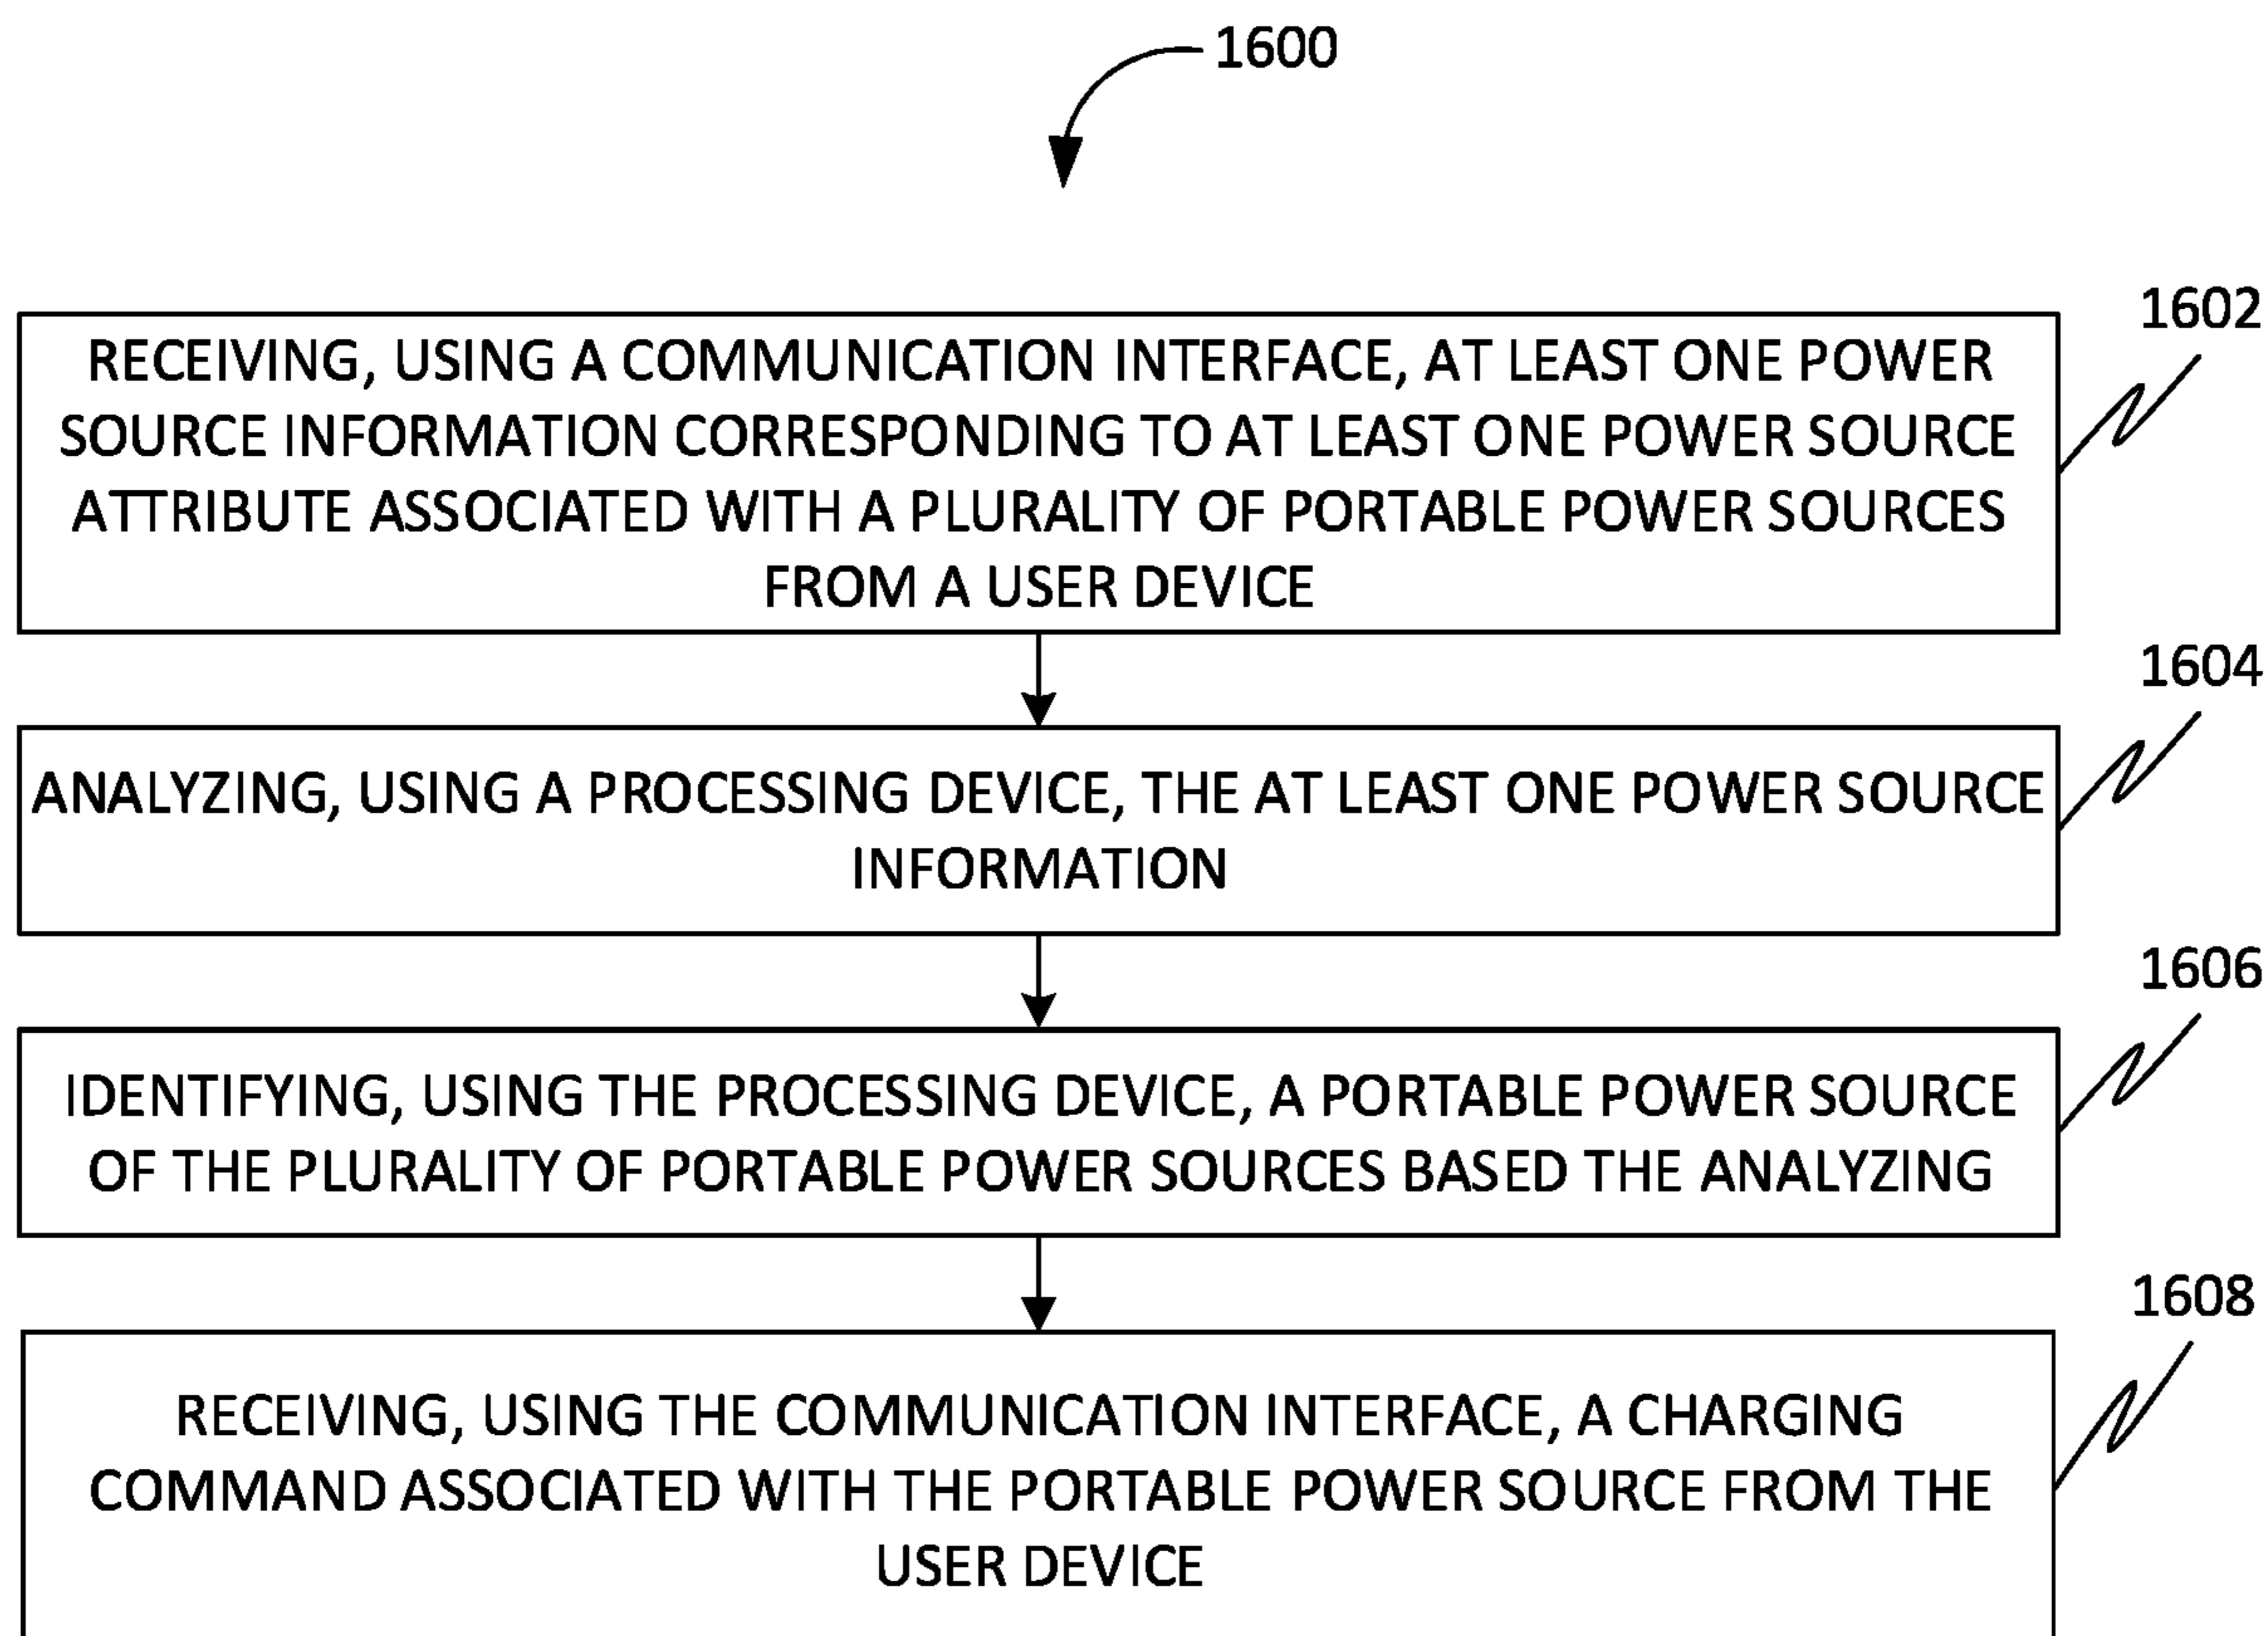 1600
1602
RECEIVING, USING A COMMUNICATION INTERFACE, AT LEAST ONE POWER
SOURCE INFORMATION CORRESPONDING TO AT LEAST ONE POWER SOURCE
ATTRIBUTE ASSOCIATED WITH A PLURALITY OF PORTABLE POWER SOURCES
FROM A USER DEVICE
1604
ANALYZING, USING A PROCESSING DEVICE, THE AT LEAST ONE POWER SOURCE
INFORMATION
1606
IDENTIFYING, USING THE PROCESSING DEVICE, A PORTABLE POWER SOURCE
OF THE PLURALITY OF PORTABLE POWER SOURCES BASED THE ANALYZING
1608
RECEIVING, USING THE COMMUNICATION INTERFACE, A CHARGING
COMMAND ASSOCIATED WITH THE PORTABLE POWER SOURCE FROM THE
USER DEVICE